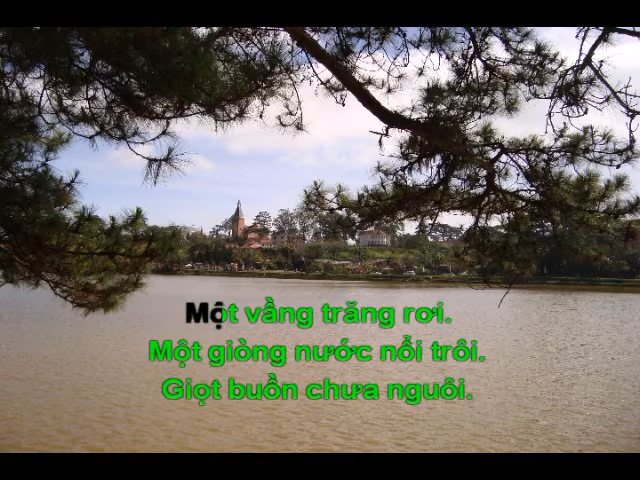 Một vầng trăng rơi.
Một giòng nước nổi trôi.
Giọt buồn chưa nguôi.